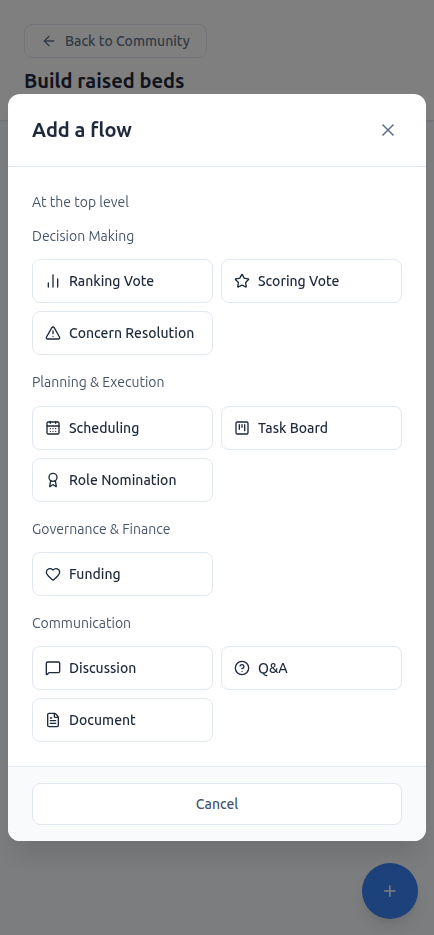 Back to Community
Build raised beds
Add a flow
At the top level
Decision Making
Ranking Vote
Scoring Vote
Concern Resolution
Planning & Execution
Scheduling
Task Board
Role Nomination
Governance & Finance
Funding
Communication
Discussion
Q&A
Document
Cancel